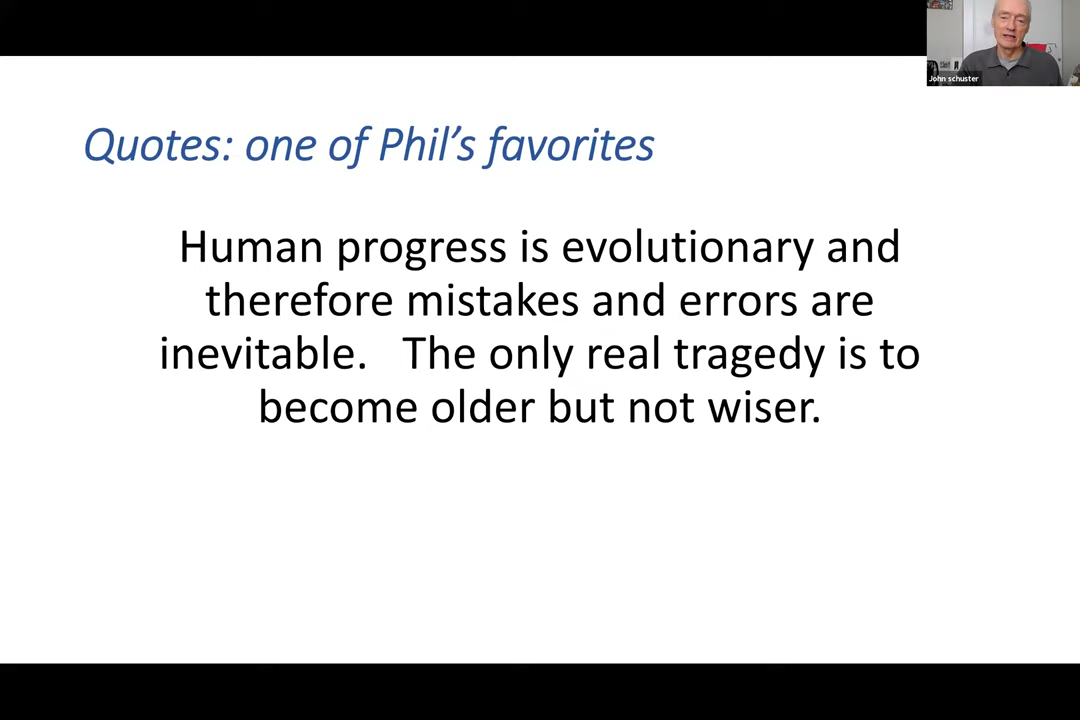 John schuster
Quotes: one of Phil’s favorites
Human progress is evolutionary and
therefore mistakes and errors are
inevitable.   The only real tragedy is to
become older but not wiser.